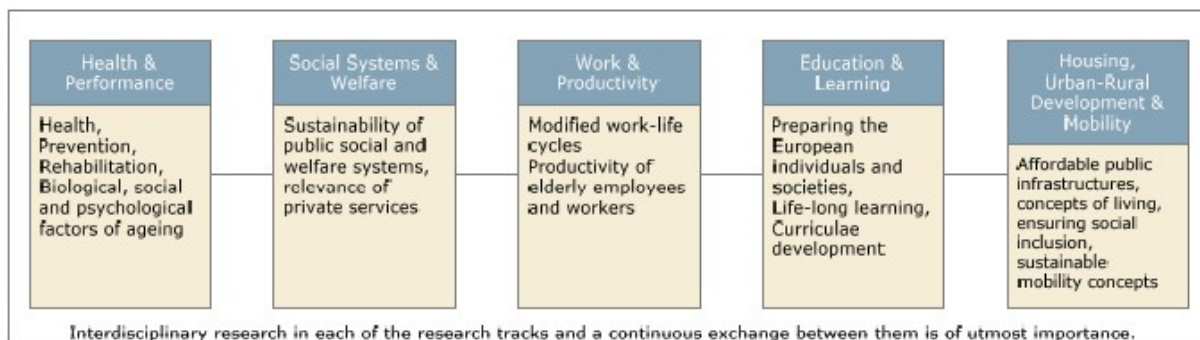 Health &
Performance
Health,
Prevention,
Rehabilitation,
Biological, social
and psychological
factors of ageing
Social Systems &
Welfare
Sustainability of
public social and
welfare systems,
relevance of
private services
Work &
Productivity
Modified work-life
cycles
Productivity of
elderly employees
and workers
Education &
Learning
Preparing the
European
individuals and
societies,
Life-long learning,
Curriculae
development
Housing,
Urban-Rural
Development &
Mobility
Affordable public
infrastructures,
concepts of living,
ensuring social
inclusion,
sustainable
mobility concepts
Interdisciplinary research in each of the research tracks and a continuous exchange between them is of utmost importance.